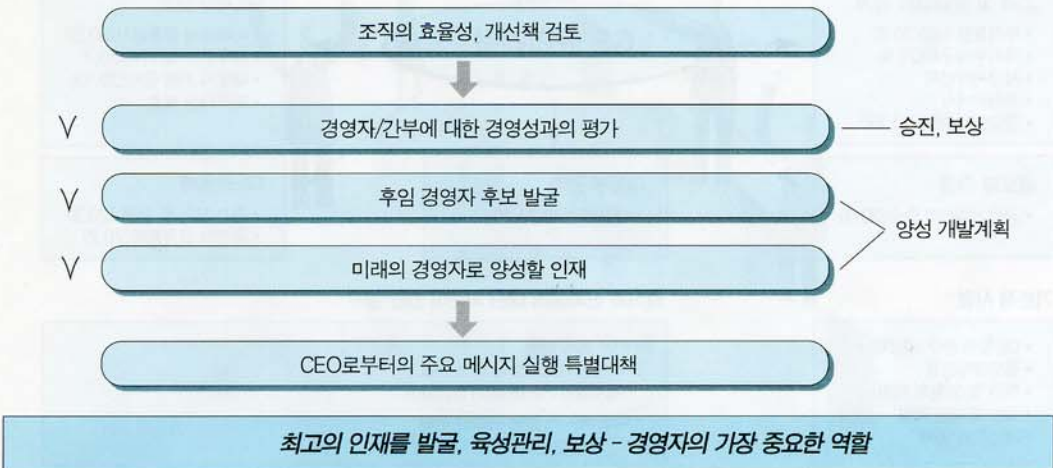 조직의 효율성, 개선책 검토
∨ 경영자/간부에 대한 경영성과의 평가 승진, 보상
∨ 후임 경영자 후보 발굴
양성 개발계획
∨ 미래의 경영자로 양성할 인재
CEO로부터의 주요 메시지 실행 특별대책
최고의 인재를 발굴, 육성관리, 보상 – 경영자의 가장 중요한 역할